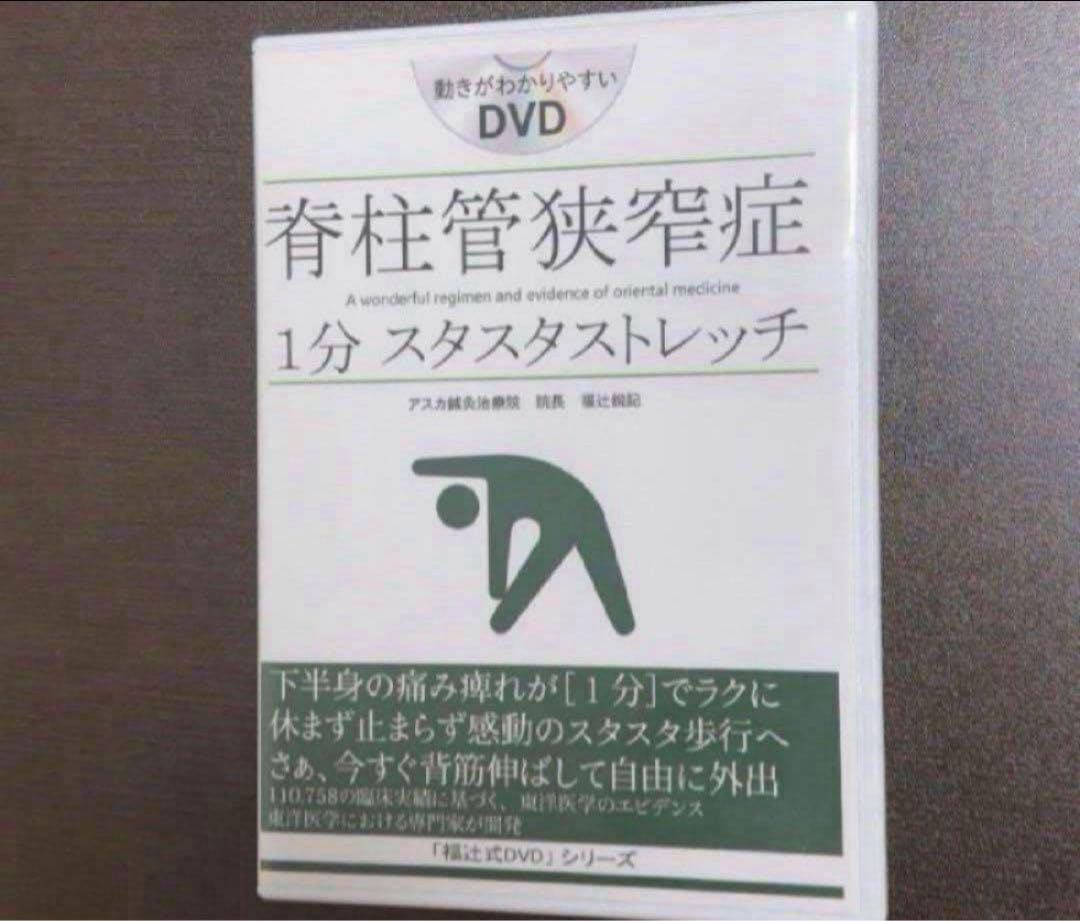 動きがわかりやすい
DVD
脊柱管狭窄症
A wonderful regimen and evidence of oriental medicine
1分 スタスタストレッチ
アスカ鍼灸治療院 院長 福辻鋭記
下半身の痛み痺れが[1分]でラクに
休まず止まらず感動のスタスタ歩行へ
さぁ、今すぐ背筋伸ばして自由に外出
110.758の臨床実績に基づく、東洋医学のエビデンス
東洋医学における専門家が開発
「福辻式DVD」シリーズ